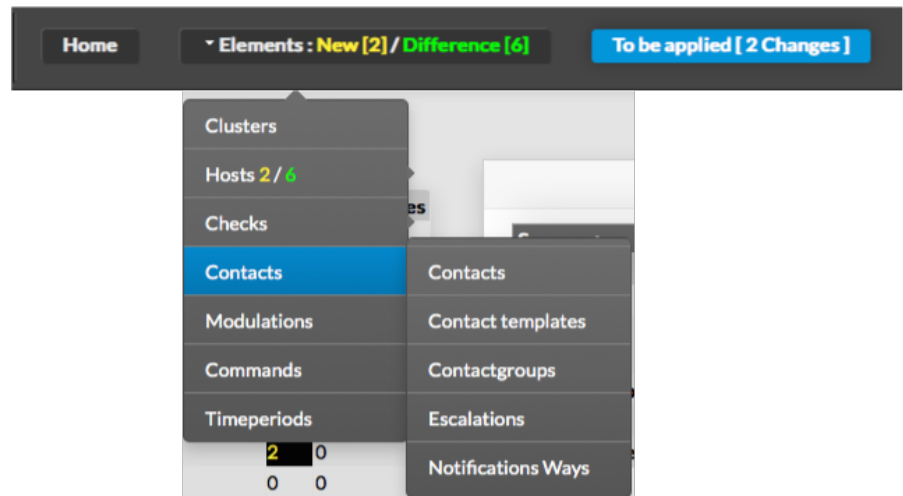 Home
Elements : New [2] / Difference [6]
To be applied [ 2 Changes ]
Clusters
Hosts 2 / 6
es
Checks
Contacts
Contacts
Modulations
Contact templates
Commands
Contactgroups
Timeperiods
Escalations
2 0
Notifications Ways
0 0